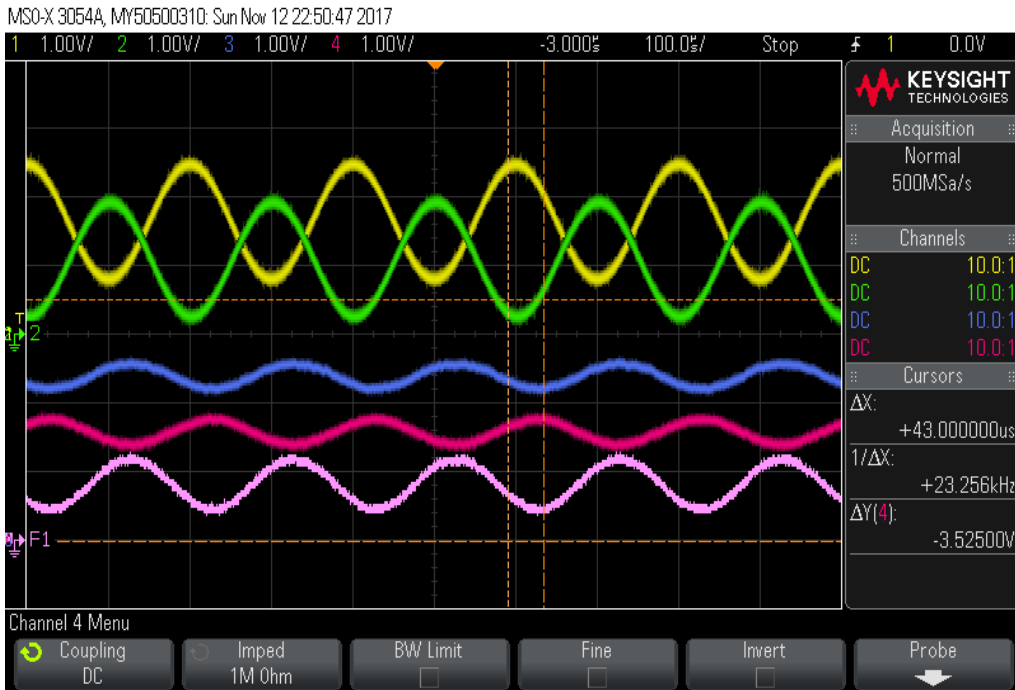 MSO-X 3054A, MY50500310: Sun Nov 12 22:50:47 2017
1 1.00V/ 2 1.00V/ 3 1.00V/ 4 1.00V/ -3.000s 100.0s/ Stop 1 0.0V
KEYSIGHT
TECHNOLOGIES
Acquisition
Normal
500MSa/s
Channels
DC 10.0:1
DC 10.0:1
DC 10.0:1
DC 10.0:1
Cursors
ΔX:
+43.000000us
1/ΔX:
+23.256kHz
ΔY(4):
-3.52500V
T
2
F1
Channel 4 Menu
Coupling
DC
Imped
1M Ohm
BW Limit
Fine
Invert
Probe